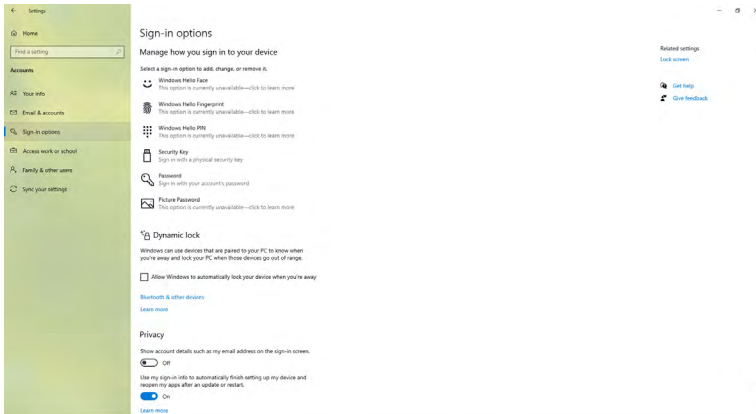 Settings
Home
Find a setting
Accounts
Your info
Email & accounts
Sign-in options
Access work or school
Family & other users
Sync your settings
Sign-in options
Manage how you sign in to your device
Select a sign-in option to add, change, or remove it.
Windows Hello Face
This option is currently unavailable—click to learn more
Windows Hello Fingerprint
This option is currently unavailable—click to learn more
Windows Hello PIN
This option is currently unavailable—click to learn more
Security Key
Sign in with a physical security key
Password
Sign in with your account's password
Picture Password
This option is currently unavailable—click to learn more
Dynamic lock
Windows can use devices that are paired to your PC to know when
you're away and lock your PC when those devices go out of range.
Allow Windows to automatically lock your device when you're away
Bluetooth & other devices
Learn more
Privacy
Show account details such as my email address on the sign-in screen.
Off
Use my sign-in info to automatically finish setting up my device and
reopen my apps after an update or restart.
On
Learn more
Related settings
Lock screen
Get help
Give feedback